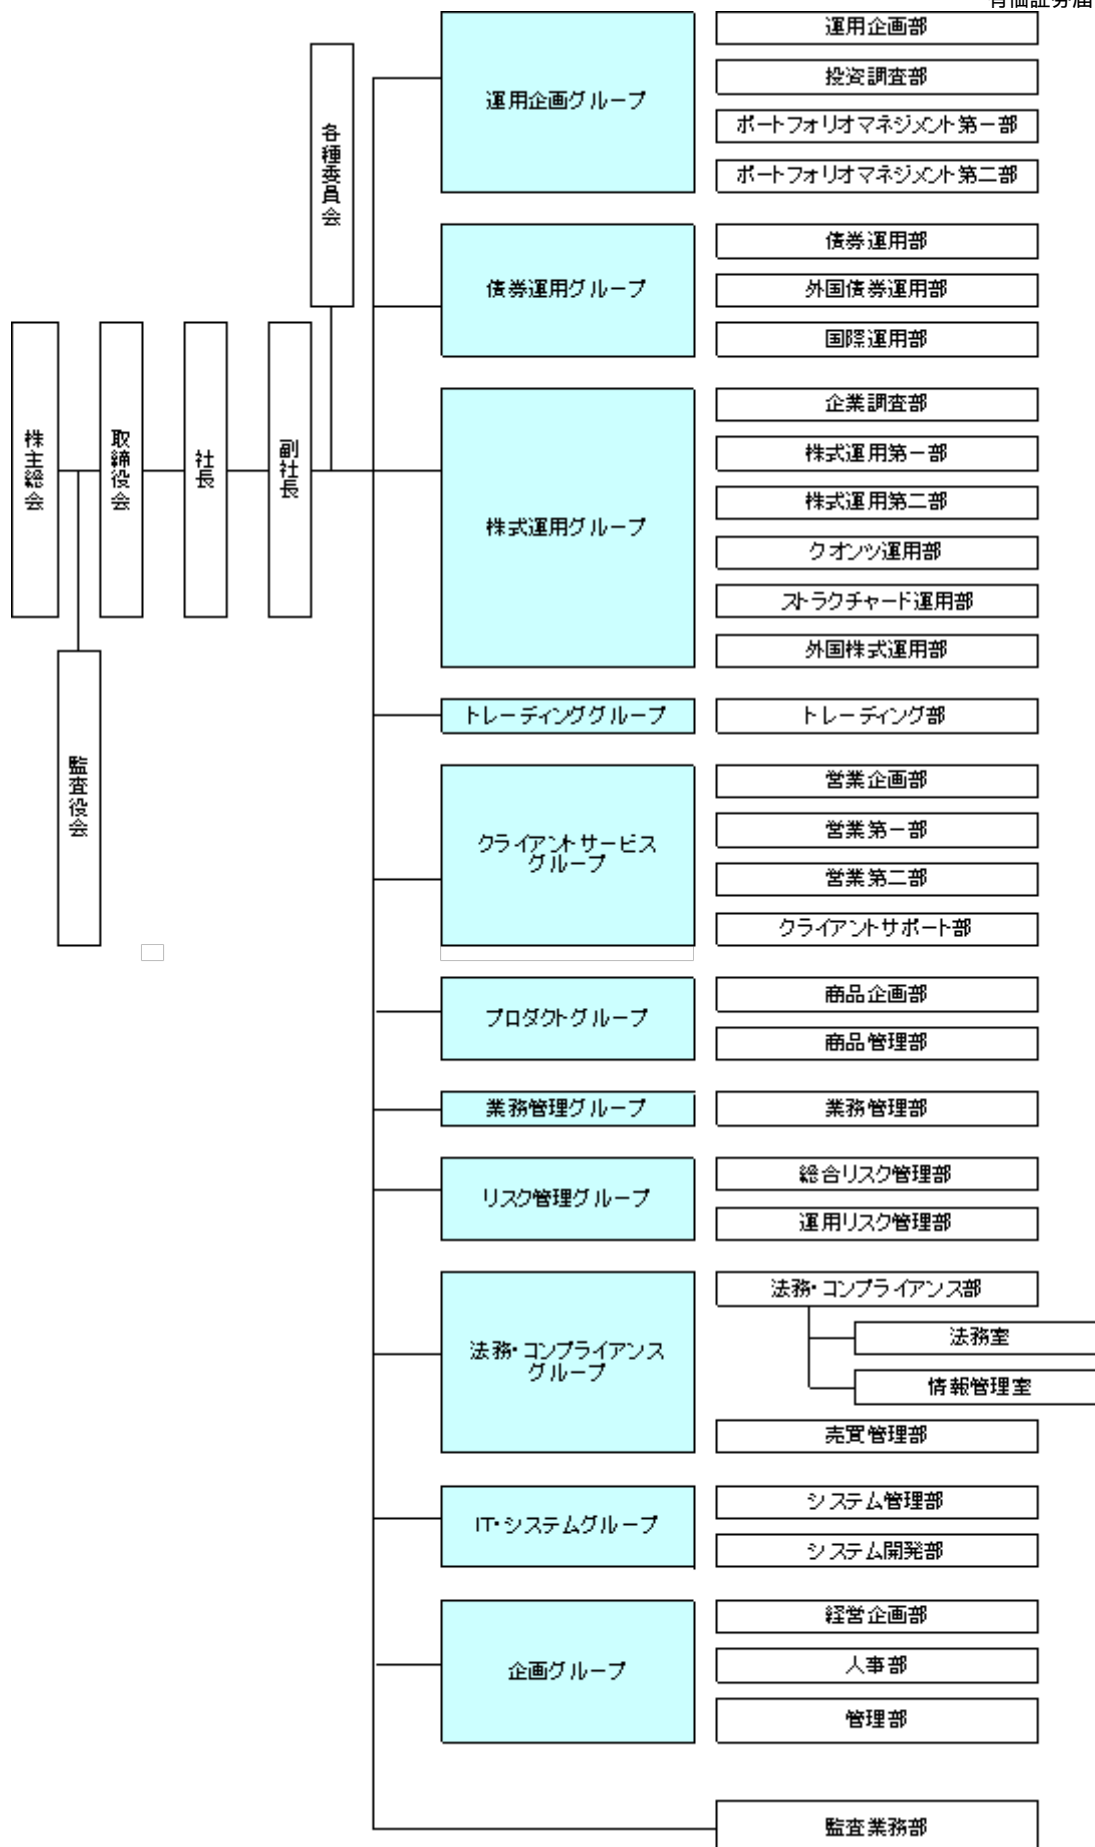 運用企画部
投資調査部
運用企画グループ
ポートフォリオマネジメント第一部
ポートフォリオマネジメント第二部
各種委員会
債券運用部
債券運用グループ
外国債券運用部
国際運用部
株主総会
取締役会
社長
副社長
企業調査部
株式運用第一部
株式運用第二部
株式運用グループ
クオンツ運用部
ストラクチャード運用部
外国株式運用部
トレーディンググループ
トレーディング部
監査役会
営業企画部
営業第一部
クライアントサービス
グループ
営業第二部
クライアントサポート部
商品企画部
プロダクトグループ
商品管理部
業務管理グループ
業務管理部
総合リスク管理部
リスク管理グループ
運用リスク管理部
法務・コンプライアンス部
法務室
法務・コンプライアンス
グループ
情報管理室
売買管理部
システム管理部
IT・システムグループ
システム開発部
経営企画部
企画グループ
人事部
管理部
監査業務部